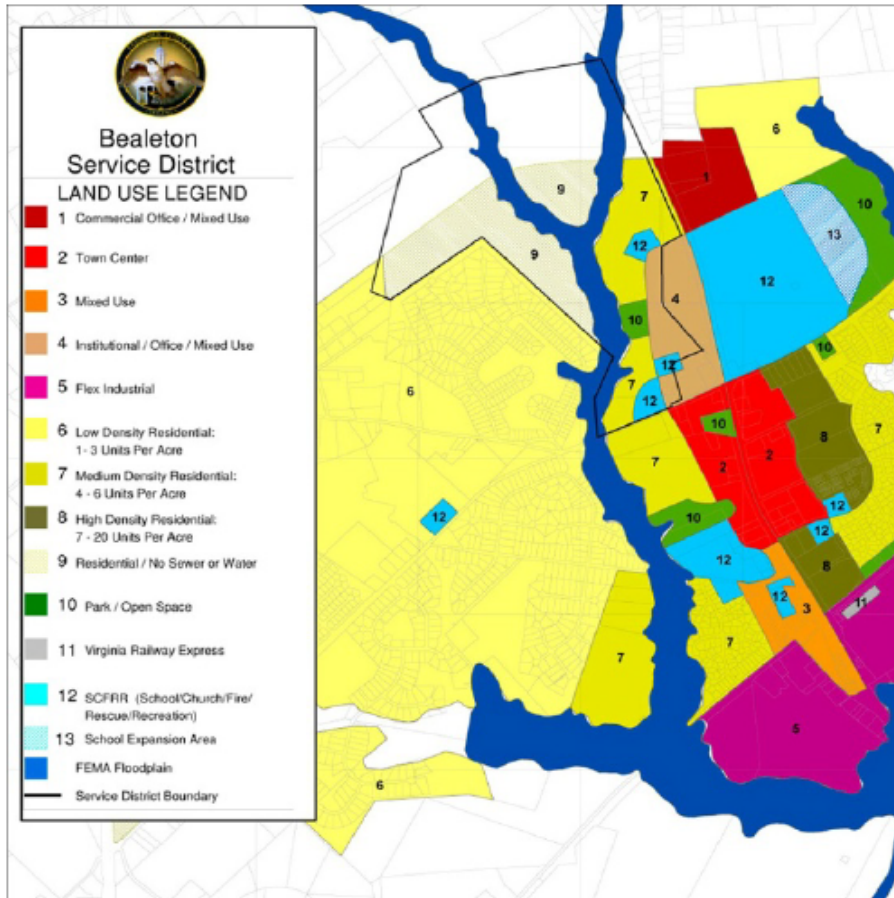 Bealeton
Service District
LAND USE LEGEND
1 Commercial Office / Mixed Use
2 Town Center
3 Mixed Use
4 Institutional / Office / Mixed Use
5 Flex Industrial
6 Low Density Residential:
1- 3 Units Per Acre
7 Medium Density Residential:
4 - 6 Units Per Acre
8 High Density Residential:
7 - 20 Units Per Acre
9 Residential / No Sewer or Water
10 Park / Open Space
11 Virginia Railway Express
12 SCFRR (School/Church/Fire/
Rescue/Recreation)
13 School Expansion Area
FEMA Floodplain
Service District Boundary
6
1
9
7
10
13
12
9
12
4
10
10
12
7
12
6
10
7
8
2
2
7
12
12
10
12
12
8
11
12
3
7
7
5
6